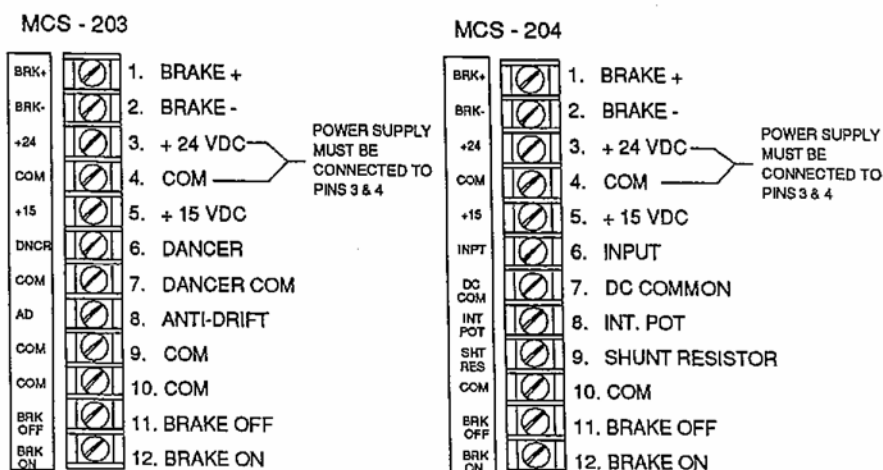 MCS - 203
BRK+ 1. BRAKE +
BRK- 2. BRAKE -
+24 3. + 24 VDC
COM 4. COM
+15 5. + 15 VDC
DNCR 6. DANCER
COM 7. DANCER COM
AD 8. ANTI-DRIFT
COM 9. COM
COM 10. COM
BRK
OFF
11. BRAKE OFF
BRK
ON
12. BRAKE ON
POWER SUPPLY
MUST BE
CONNECTED TO
PINS 3 & 4
MCS - 204
BRK+ 1. BRAKE +
BRK- 2. BRAKE -
+24 3. + 24 VDC
COM 4. COM
+15 5. + 15 VDC
INPT 6. INPUT
DC
COM
7. DC COMMON
INT
POT
8. INT. POT
SHT
RES
9. SHUNT RESISTOR
COM 10. COM
BRK
OFF
11. BRAKE OFF
BRK
ON
12. BRAKE ON
POWER SUPPLY
MUST BE
CONNECTED TO
PINS 3 & 4